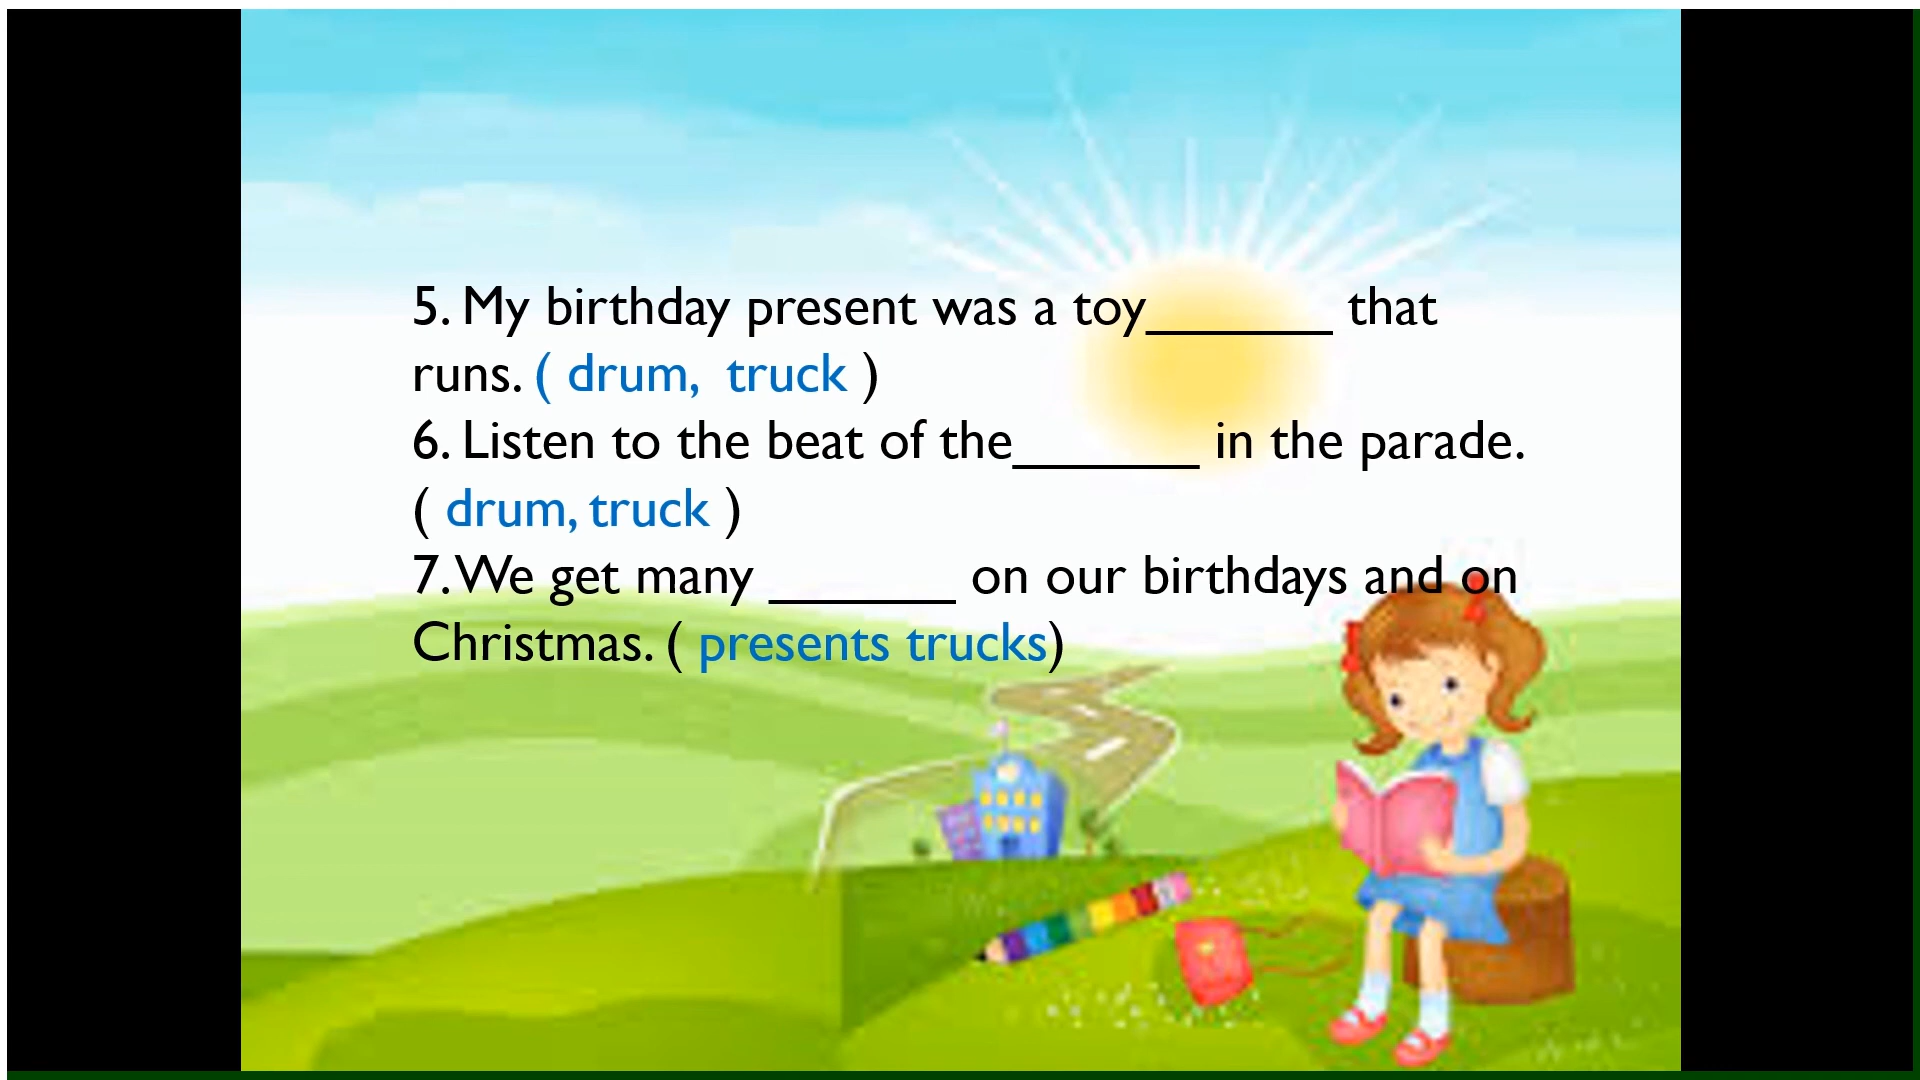 5. My birthday present was a toy_______ that
runs. ( drum,  truck )
6. Listen to the beat of the_______ in the parade.
( drum, truck )
7. We get many _______ on our birthdays and on
Christmas. ( presents trucks)